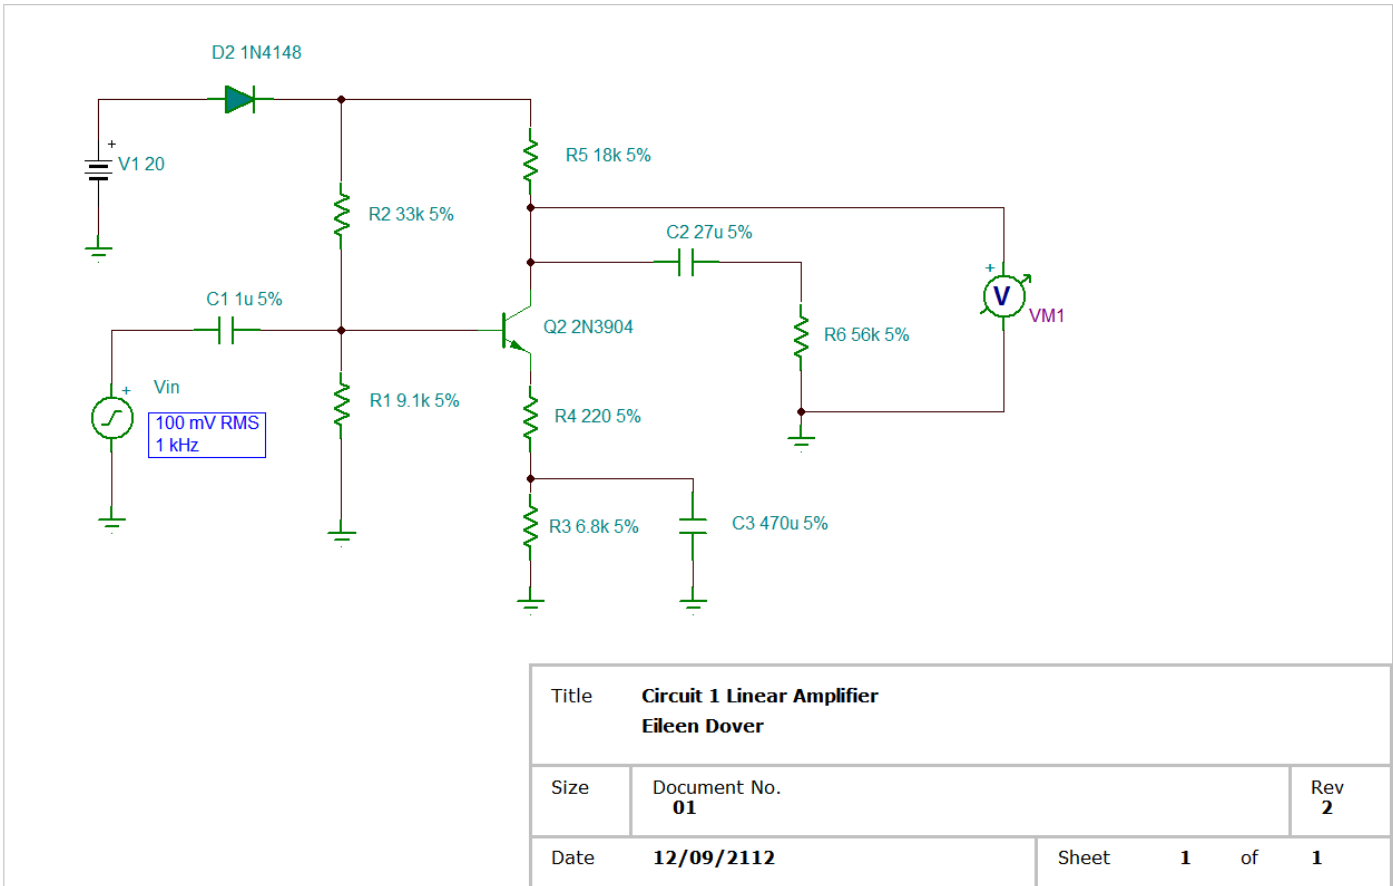 D2 1N4148
+
V1 20
R5 18k 5%
R2 33k 5%
C2 27u 5%
+
V
VM1
C1 1u 5%
Q2 2N3904
R6 56k 5%
+
Vin
100 mV RMS
1 kHz
R1 9.1k 5%
R4 220 5%
R3 6.8k 5%
C3 470u 5%
Title Circuit 1 Linear Amplifier
Eileen Dover
Size Document No. Rev
01 2
Date 12/09/2112 Sheet 1 of 1